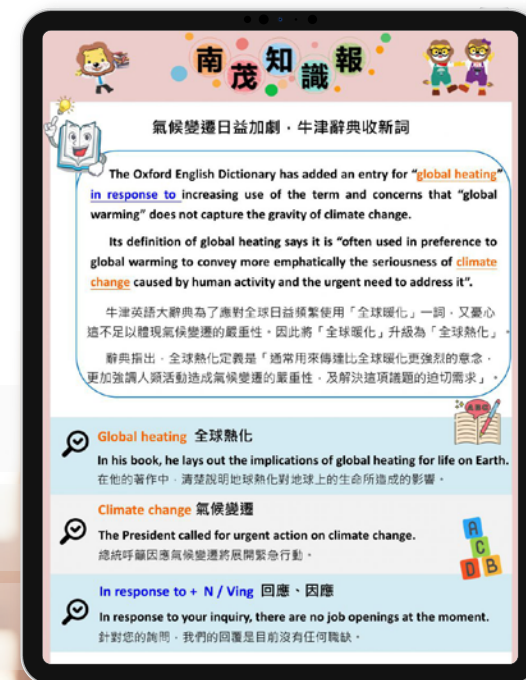 南茂知識報
氣候變遷日益加劇，牛津辭典收新詞
The Oxford English Dictionary has added an entry for “global heating”
in response to increasing use of the term and concerns that “global
warming” does not capture the gravity of climate change.
Its definition of global heating says it is “often used in preference to
global warming to convey more emphatically the seriousness of climate
change caused by human activity and the urgent need to address it”.
牛津英語大辭典為了應對全球日益頻繁使用「全球暖化」一詞，又憂心
這不足以體現氣候變遷的嚴重性。因此將「全球暖化」升級為「全球熱化」。
辭典指出，全球熱化定義是「通常用來傳達比全球暖化更強烈的意念，
更加強調人類活動造成氣候變遷的嚴重性，及解決這項議題的迫切需求」。
Global heating 全球熱化
In his book, he lays out the implications of global heating for life on Earth.
在他的著作中，清楚說明地球熱化對地球上的生命所造成的影響。
Climate change 氣候變遷
The President called for urgent action on climate change.
總統呼籲因應氣候變遷將展開緊急行動。
A
C
D B
In response to + N / Ving 回應、因應
In response to your inquiry, there are no job openings at the moment.
針對您的詢問，我們的回覆是目前沒有任何職缺。